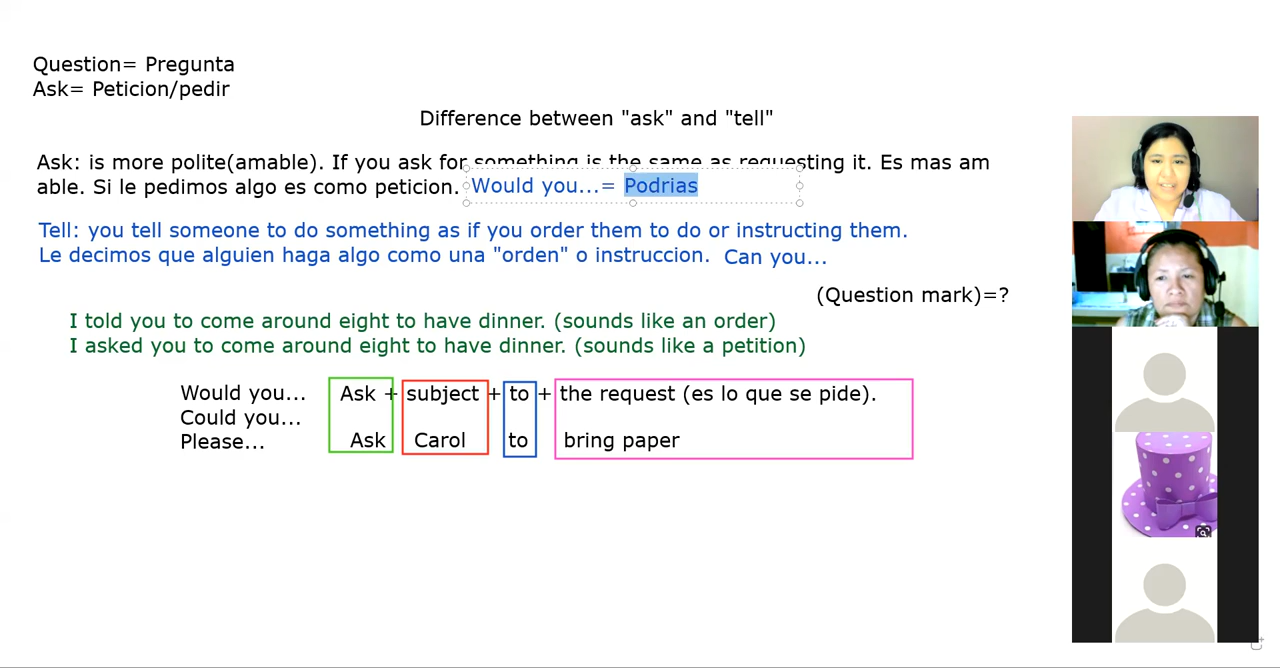 Question= Pregunta
Ask= Peticion/pedir
Difference between "ask" and "tell"
Ask: is more polite(amable). If you ask for something is the same as requesting it. Es mas am
able. Si le pedimos algo es como peticion. Would you...= Podrias
Tell: you tell someone to do something as if you order them to do or instructing them.
Le decimos que alguien haga algo como una "orden" o instruccion. Can you...
(Question mark)=?
I told you to come around eight to have dinner. (sounds like an order)
I asked you to come around eight to have dinner. (sounds like a petition)
Would you... Ask + subject + to + the request (es lo que se pide).
Could you...
Please... Ask Carol to bring paper